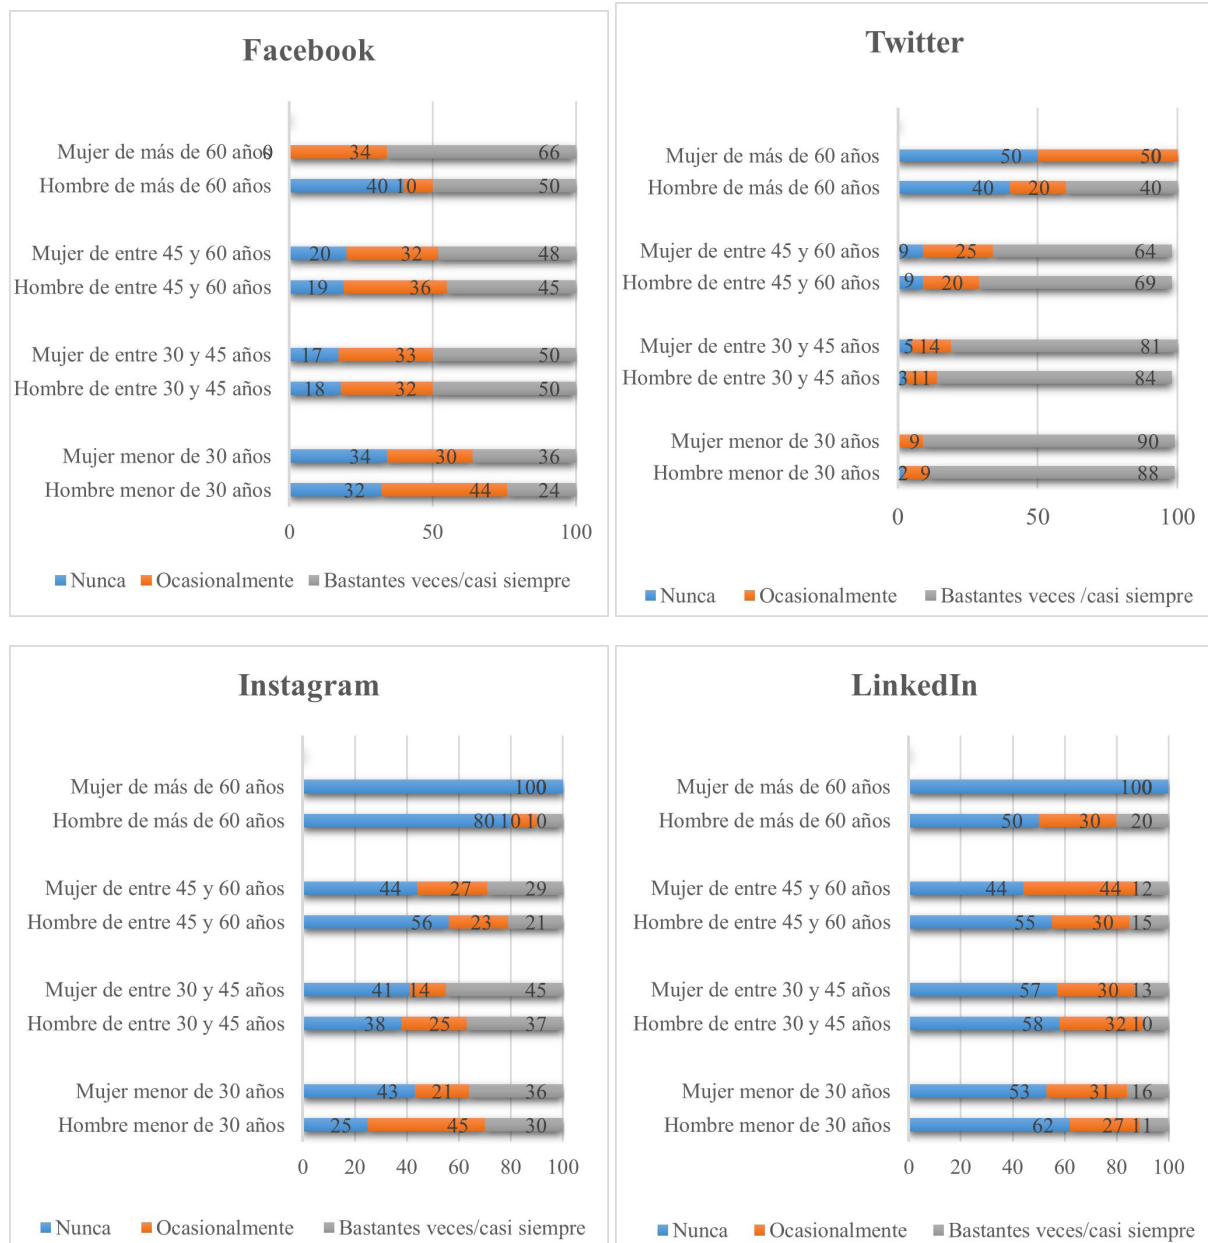 Facebook
Mujer de más de 60 años 0 34 66
Hombre de más de 60 años 40 10 50
Mujer de entre 45 y 60 años 20 32 48
Hombre de entre 45 y 60 años 19 36 45
Mujer de entre 30 y 45 años 17 33 50
Hombre de entre 30 y 45 años 18 32 50
Mujer menor de 30 años 34 30 36
Hombre menor de 30 años 32 44 24
0 50 100
Nunca Ocasionalmente Bastantes veces/casi siempre
Twitter
Mujer de más de 60 años 50 50
Hombre de más de 60 años 40 20 40
Mujer de entre 45 y 60 años 9 25 64
Hombre de entre 45 y 60 años 9 20 69
Mujer de entre 30 y 45 años 5 14 81
Hombre de entre 30 y 45 años 3 11 84
Mujer menor de 30 años 9 90
Hombre menor de 30 años 2 9 88
0 50 100
Nunca Ocasionalmente Bastantes veces /casi siempre
Instagram
Mujer de más de 60 años 100
Hombre de más de 60 años 80 10 10
Mujer de entre 45 y 60 años 44 27 29
Hombre de entre 45 y 60 años 56 23 21
Mujer de entre 30 y 45 años 41 14 45
Hombre de entre 30 y 45 años 38 25 37
Mujer menor de 30 años 43 21 36
Hombre menor de 30 años 25 45 30
0 20 40 60 80 100
Nunca Ocasionalmente Bastantes veces/casi siempre
LinkedIn
Mujer de más de 60 años 100
Hombre de más de 60 años 50 30 20
Mujer de entre 45 y 60 años 44 44 12
Hombre de entre 45 y 60 años 55 30 15
Mujer de entre 30 y 45 años 57 30 13
Hombre de entre 30 y 45 años 58 32 10
Mujer menor de 30 años 53 31 16
Hombre menor de 30 años 62 27 11
0 20 40 60 80 100
Nunca Ocasionalmente Bastantes veces/casi siempre